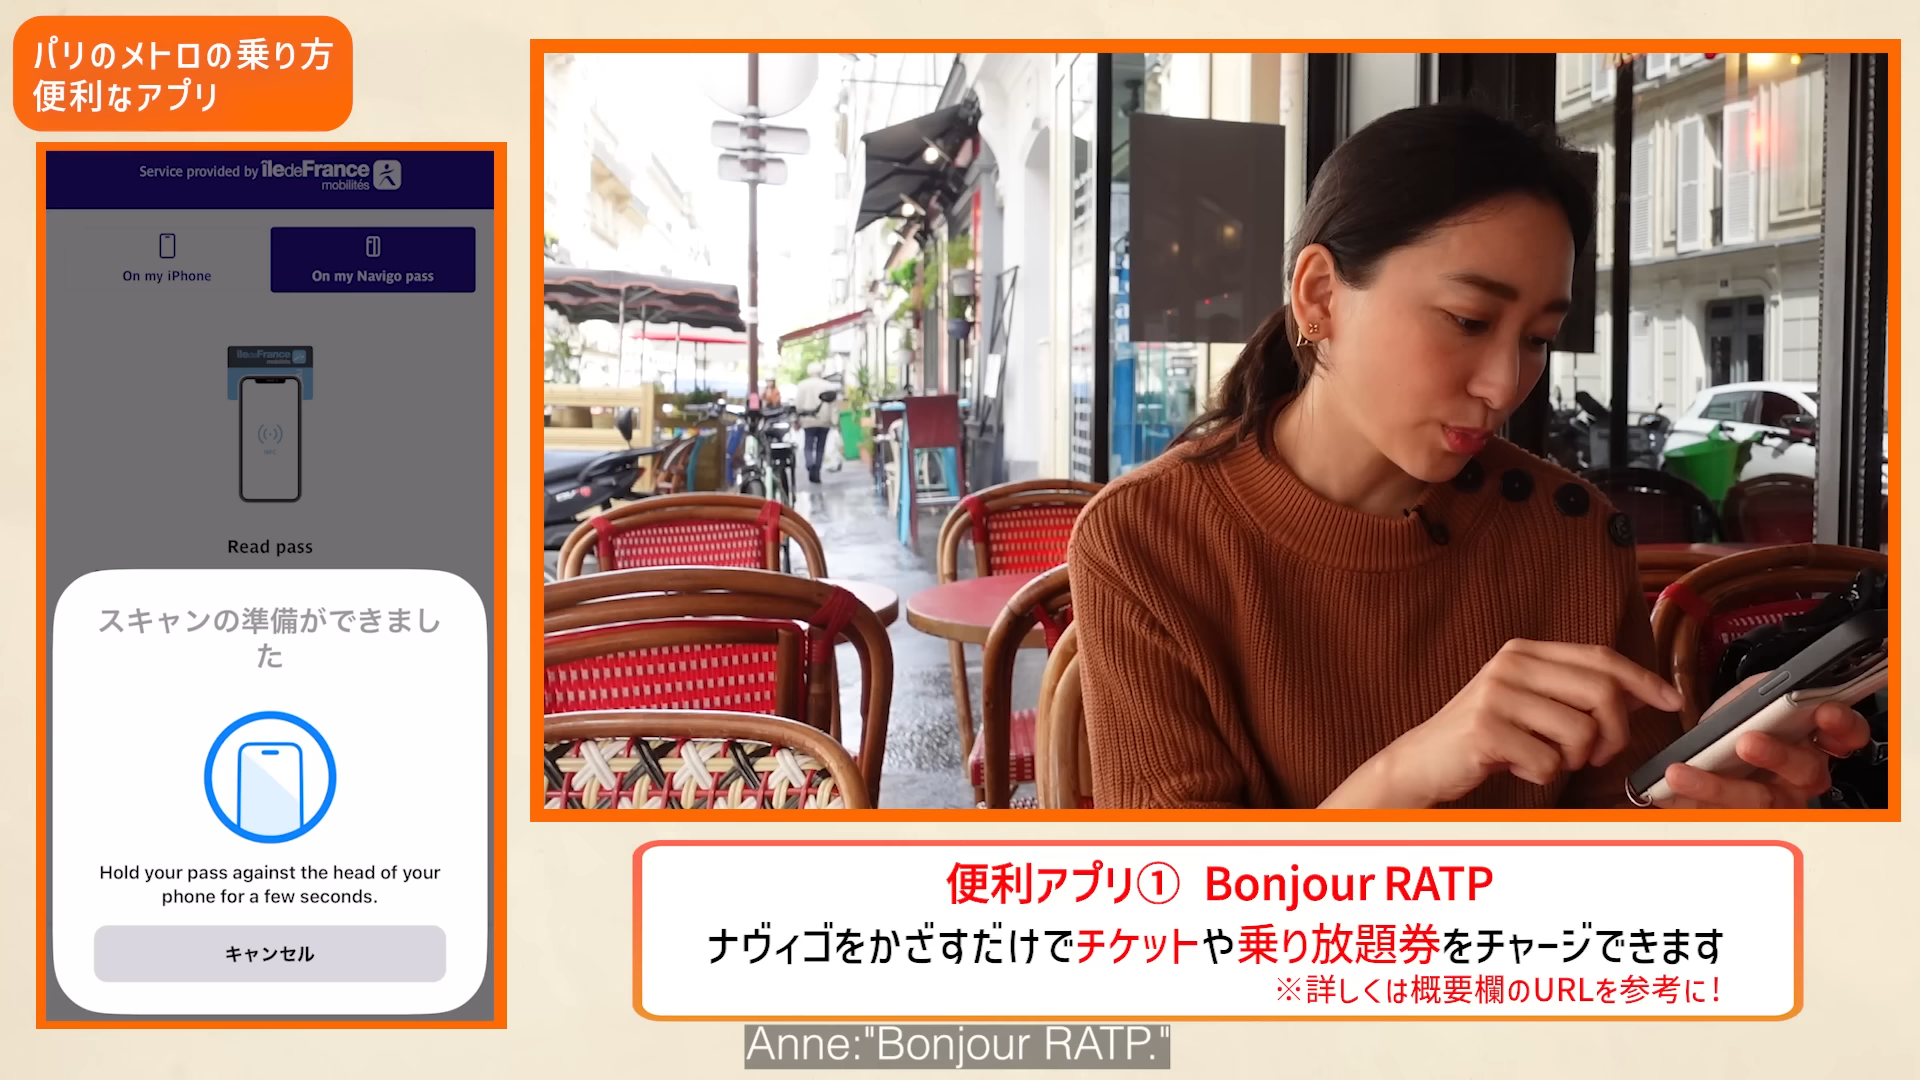 パリのメトロの乗り方
便利なアプリ
Service provided by îledeFrance
mobilités
On my iPhone
On my Navigo pass
îledeFrance
mobilités
Read pass
スキャンの準備ができまし
た
Hold your pass against the head of your
phone for a few seconds.
キャンセル
便利アプリ① Bonjour RATP
ナヴィゴをかざすだけでチケットや乗り放題券をチャージできます
※詳しくは概要欄のURLを参考に!
Anne:"Bonjour RATP."